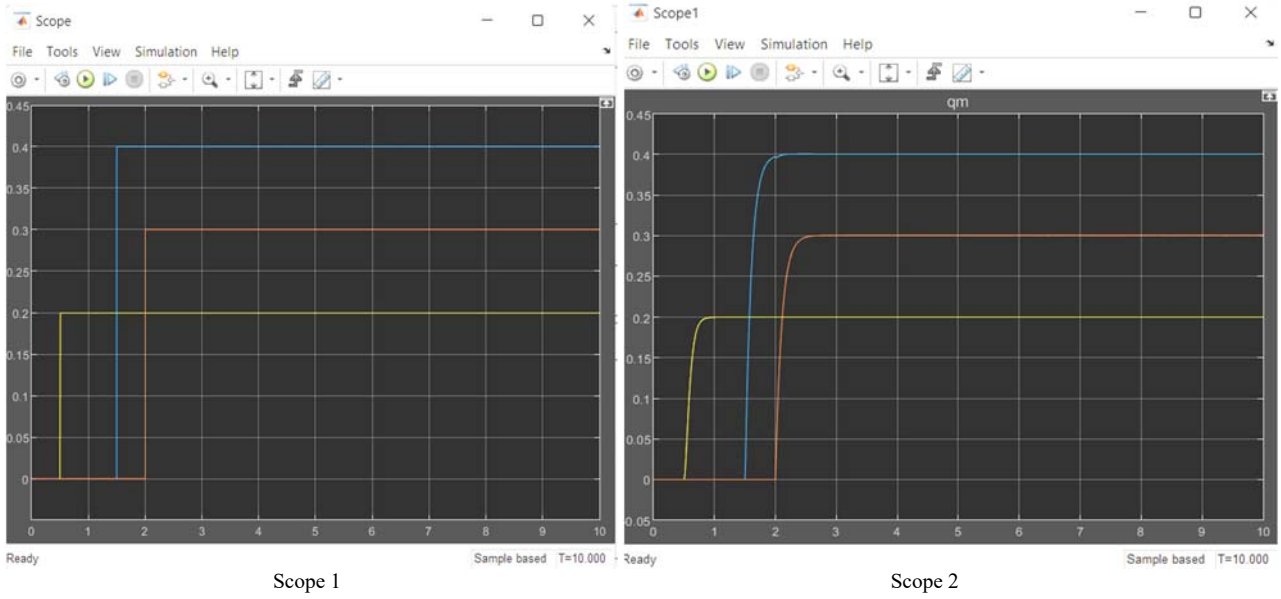 Scope
File Tools View Simulation Help
0.45
0.4
0.35
0.3
0.25
0.2
0.15
0.1
0.05
0
0 1 2 3 4 5 6 7 8 9 10
Ready Sample based T=10.000
Scope 1
Scope1
File Tools View Simulation Help
qm
0.45
0.4
0.35
0.3
0.25
0.2
0.15
0.1
0.05
0
0.05
0 1 2 3 4 5 6 7 8 9 10
Ready Sample based T=10.000
Scope 2